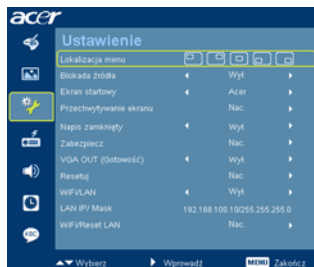 acer
Ustawienie
Lokalizacja menu
Blokada źródła Wył.
Ekran startowy Acer
Przechwytywanie ekranu Nac.
Napis zamknięty Wył.
Zabezpiecz. Nac.
VGA OUT (Gotowość) Wył.
Resetuj Nac.
WiFi/LAN Wył.
LAN IP/ Mask 192.168.100.10/255.255.255.0
WiFi/Reset LAN Nac.
ABC
Wybierz Wprowadź MENU Zakończ